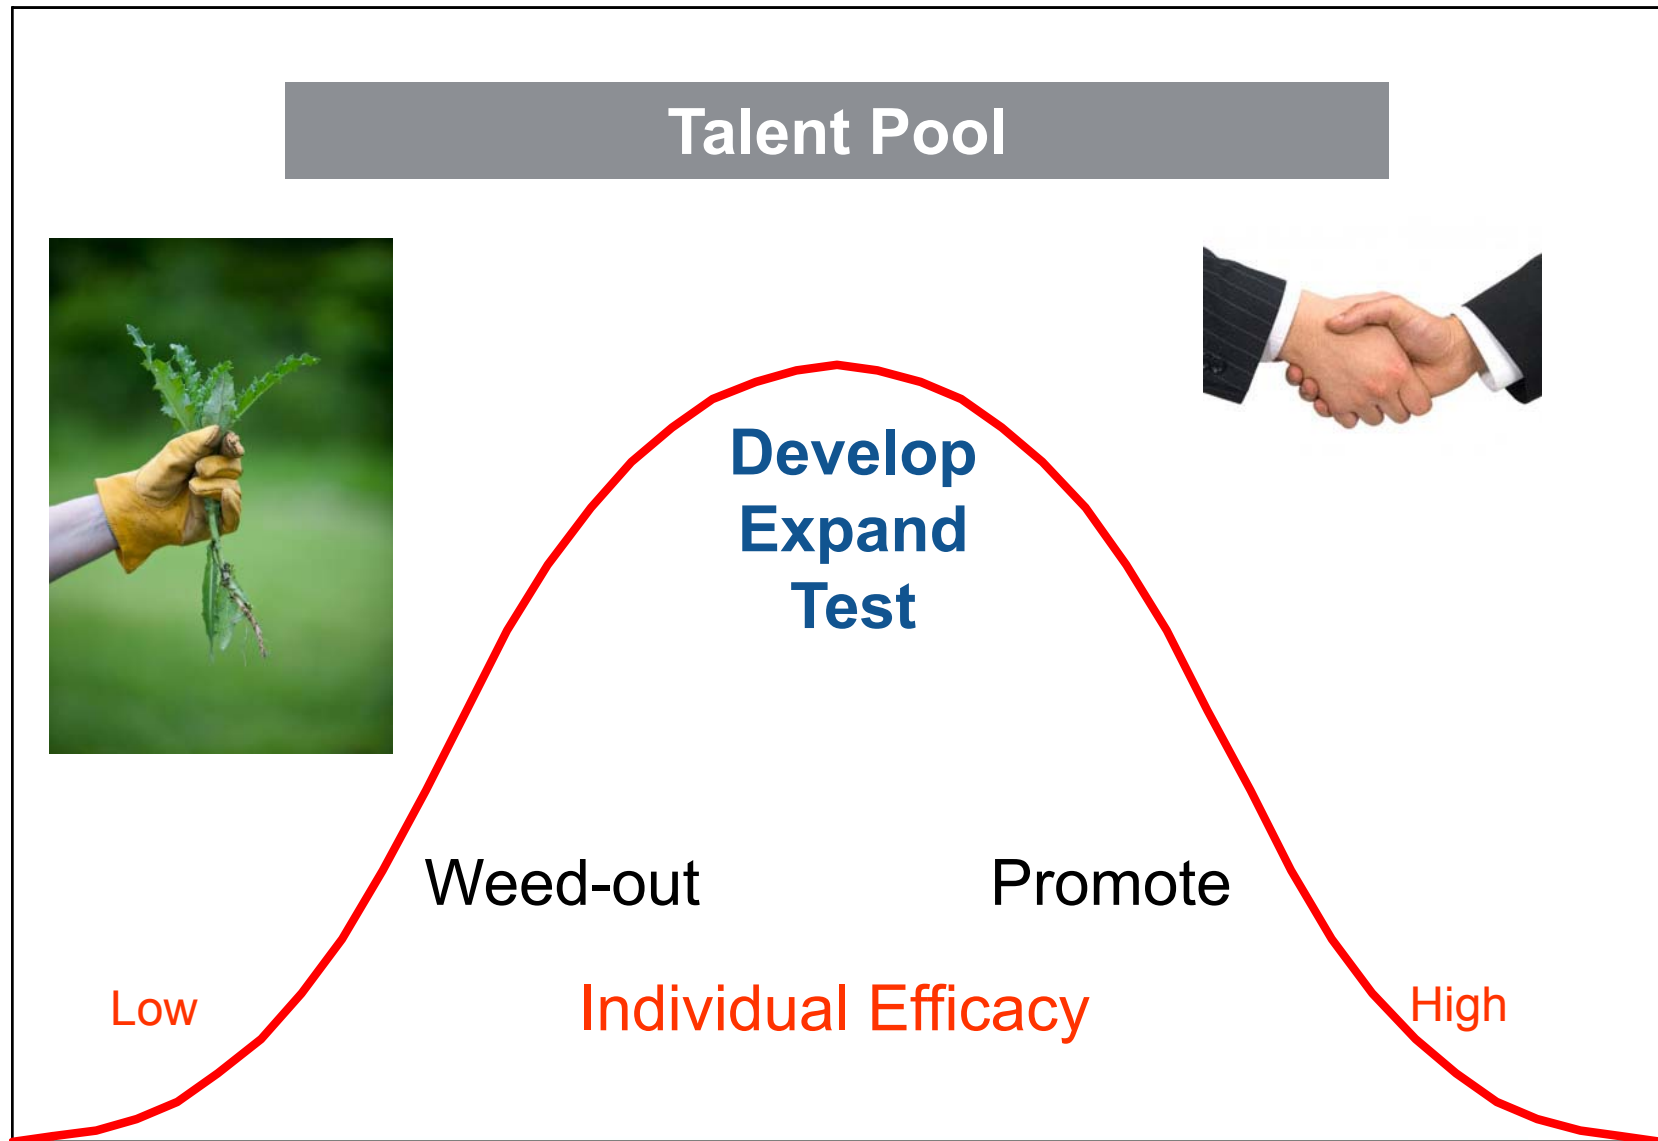 Talent Pool
Develop
Expand
Test
Weed-out
Promote
Low
Individual Efficacy
High